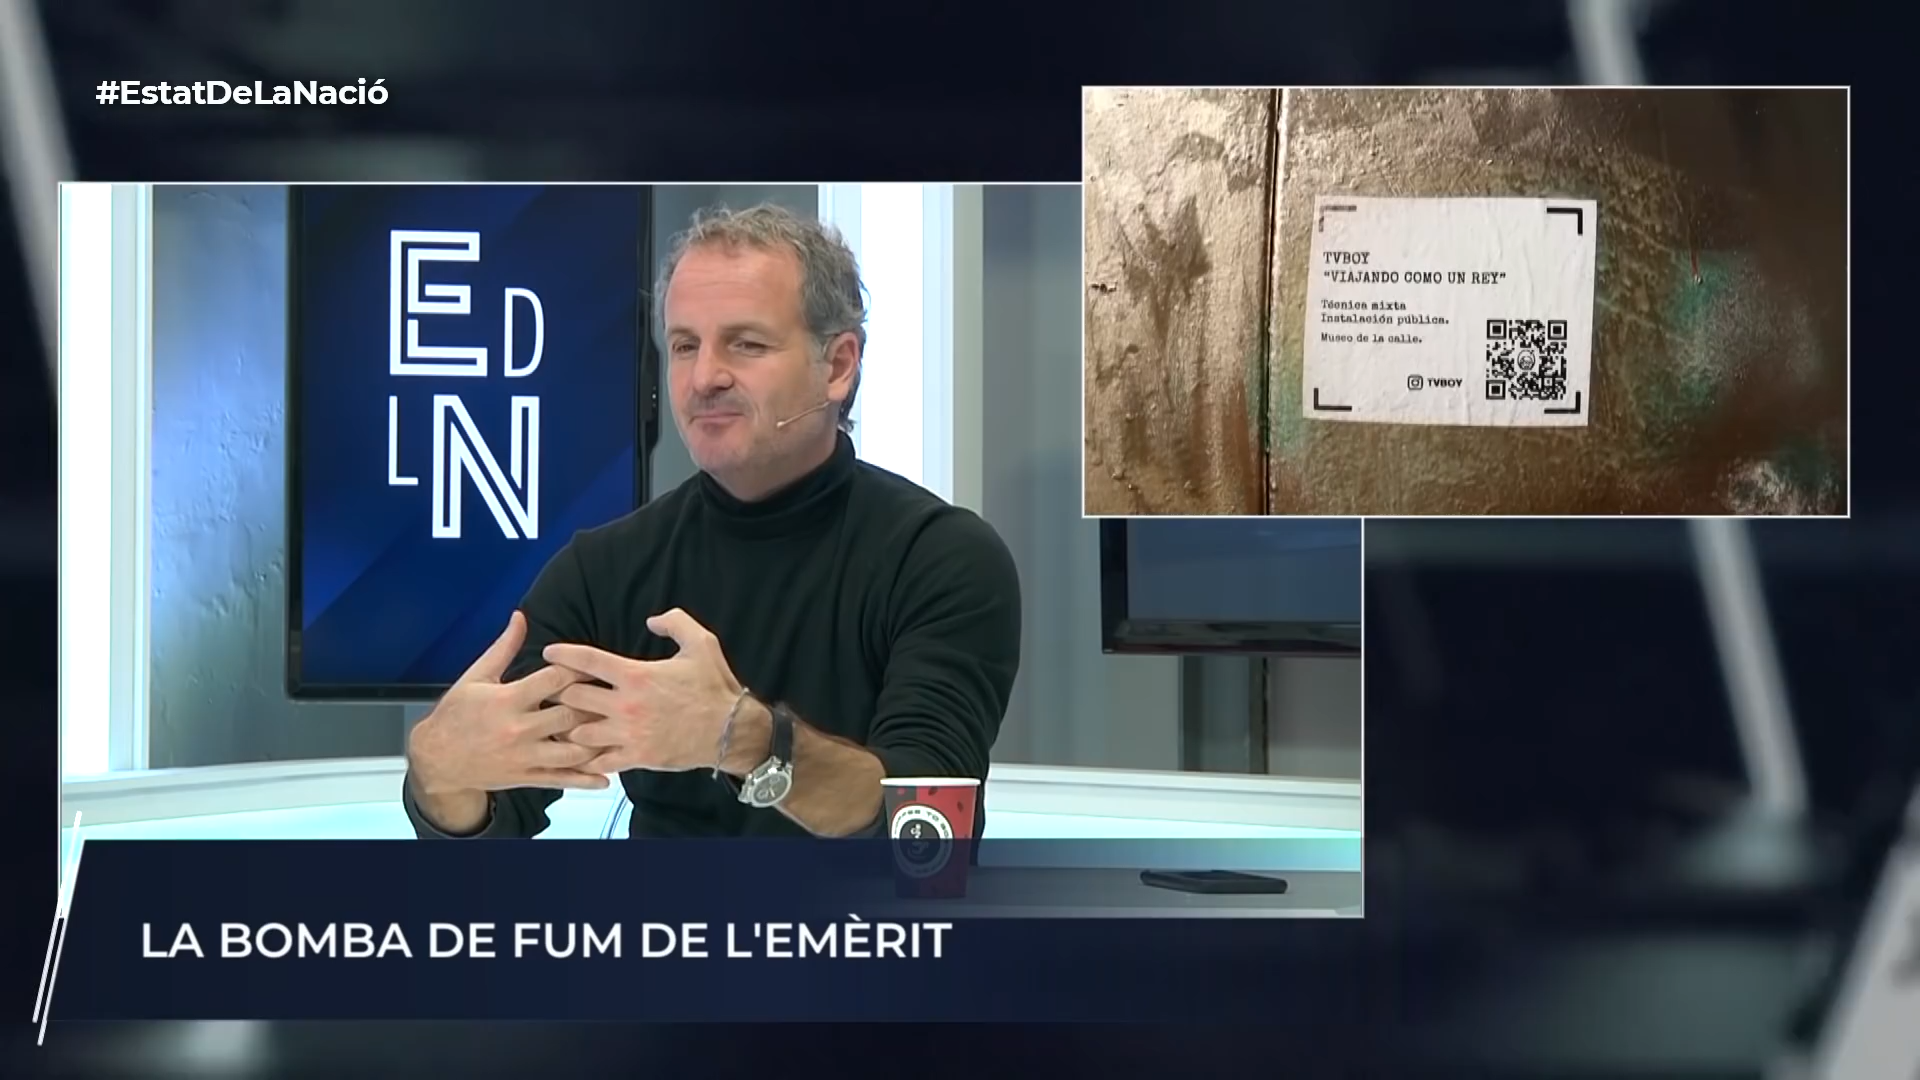 #EstatDeLaNació
E D
L N
TVBOY
“VIAJANDO COMO UN REY”
Técnica mixta
Instalación pública.
Museo de la calle.
TVBOY
LA BOMBA DE FUM DE L'EMÈRIT